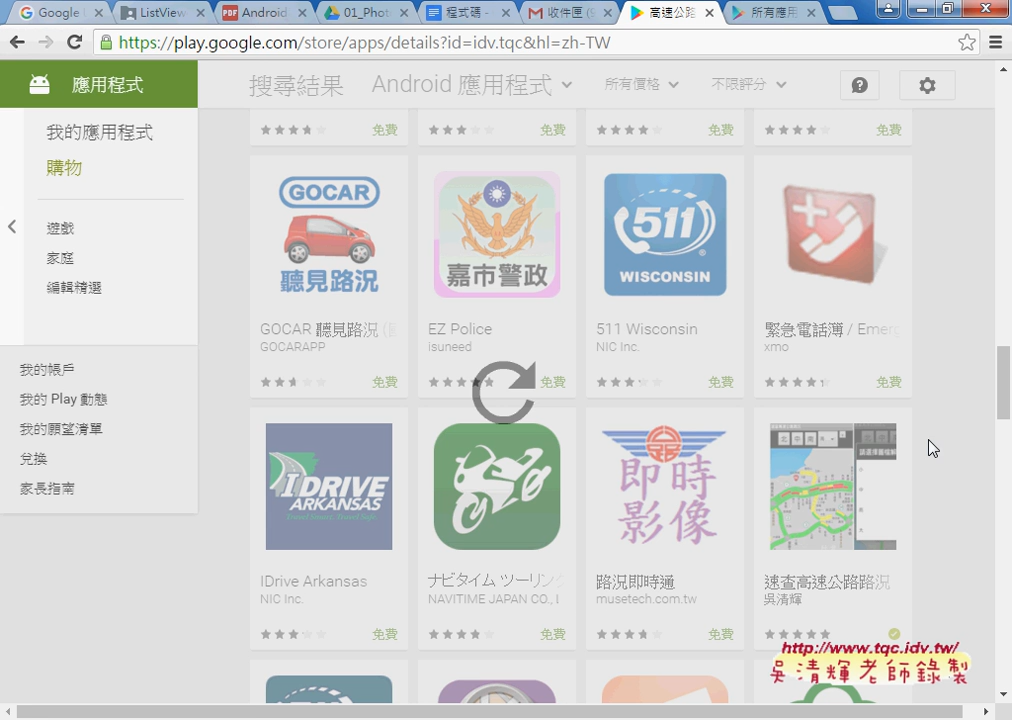 Google
ListView
Android
01_Phot
程式碼 -
收件匣 (9
高速公路
所有應用
https://play.google.com/store/apps/details?id=idv.tqc&hl=zh-TW
應用程式
搜尋結果
Android 應用程式
所有價格
不限評分
我的應用程式
購物
遊戲
家庭
編輯精選
我的帳戶
我的 Play 動態
我的願望清單
兌換
家長指南
免費
免費
免費
免費
GOCAR
聽見路況
嘉市警政
511
WISCONSIN
GOCAR 聽見路況
GOCARAPP
免費
EZ Police
isuneed
免費
511 Wisconsin
NIC Inc.
免費
緊急電話簿 / Emerg
xmo
免費
IDRIVE
ARKANSAS
即時
影像
IDrive Arkansas
NIC Inc.
免費
ナビタイム ツーリング
NAVITIME JAPAN CO., L
免費
路況即時通
musetech.com.tw
免費
速查高速公路路況
吳清輝
http://www.tqc.idv.tw/
吳清輝老師錄製